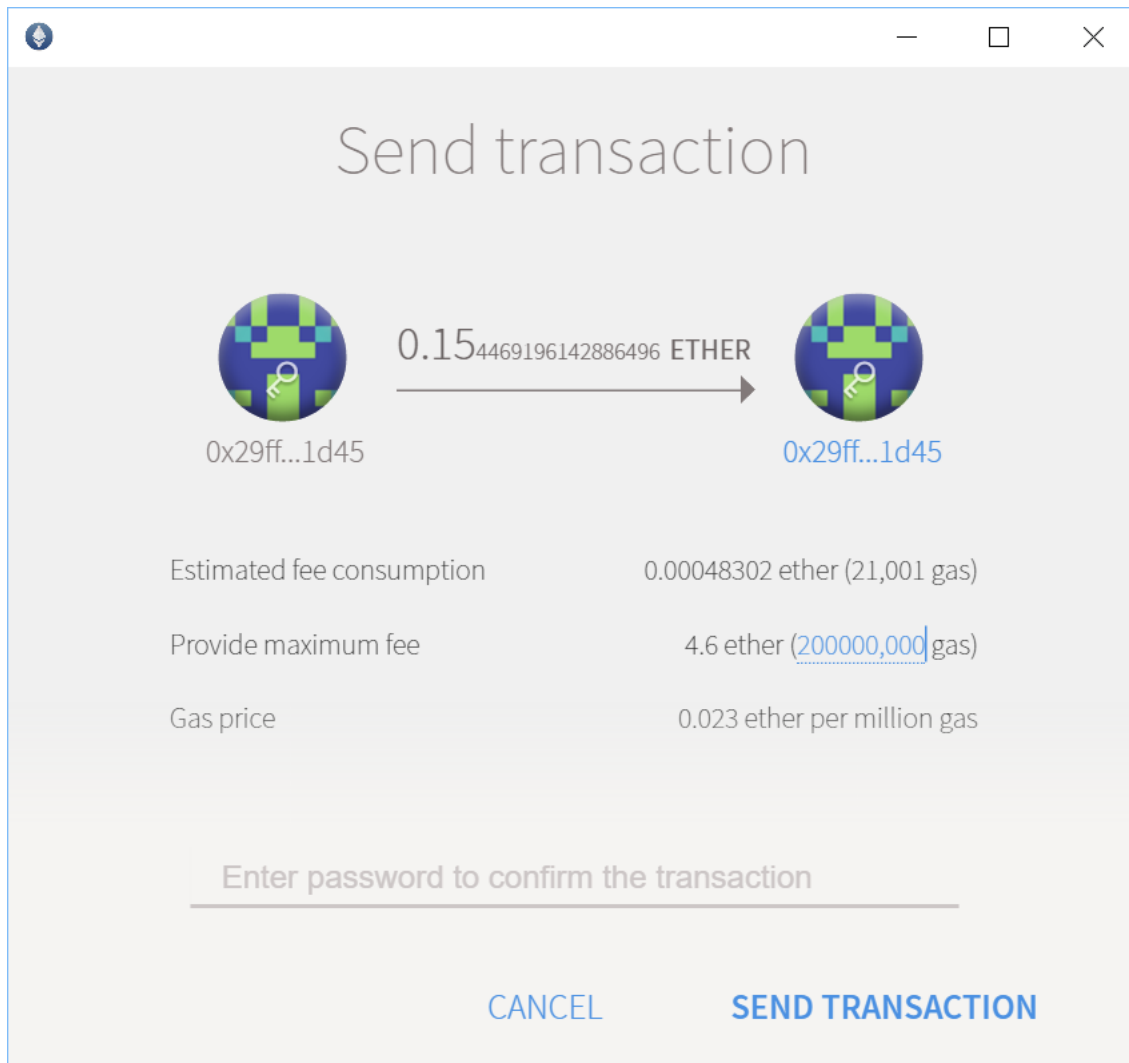 Send transaction
0.154469196142886496 ETHER
0x29ff...1d45
0x29ff...1d45
Estimated fee consumption 0.00048302 ether (21,001 gas)
Provide maximum fee 4.6 ether (200000,000 gas)
Gas price 0.023 ether per million gas
Enter password to confirm the transaction
CANCEL SEND TRANSACTION